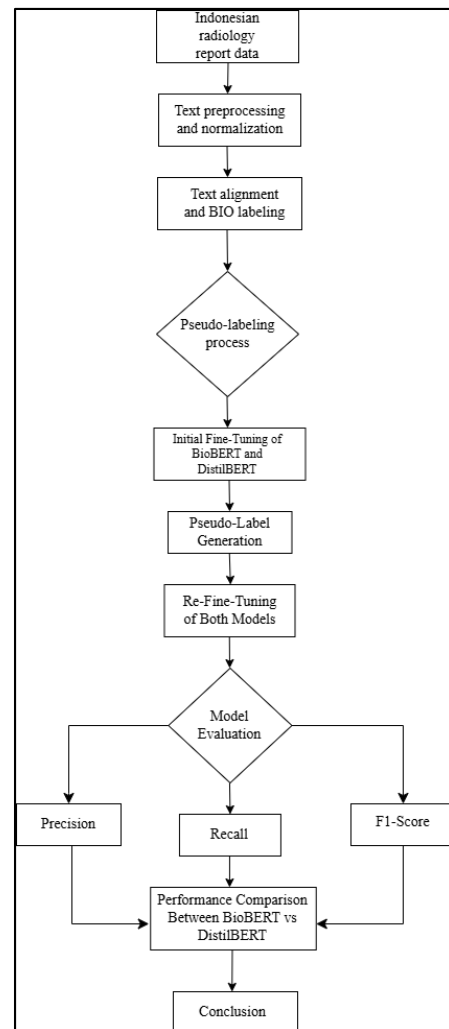 Indonesian
radiology
report data
Text preprocessing
and normalization
Text alignment
and BIO labeling
Pseudo-labeling
process
Initial Fine-Tuning of
BioBERT and
DistilBERT
Pseudo-Label
Generation
Re-Fine-Tuning
of Both Models
Model
Evaluation
Precision
Recall
F1-Score
Performance Comparison
Between BioBERT vs
DistilBERT
Conclusion